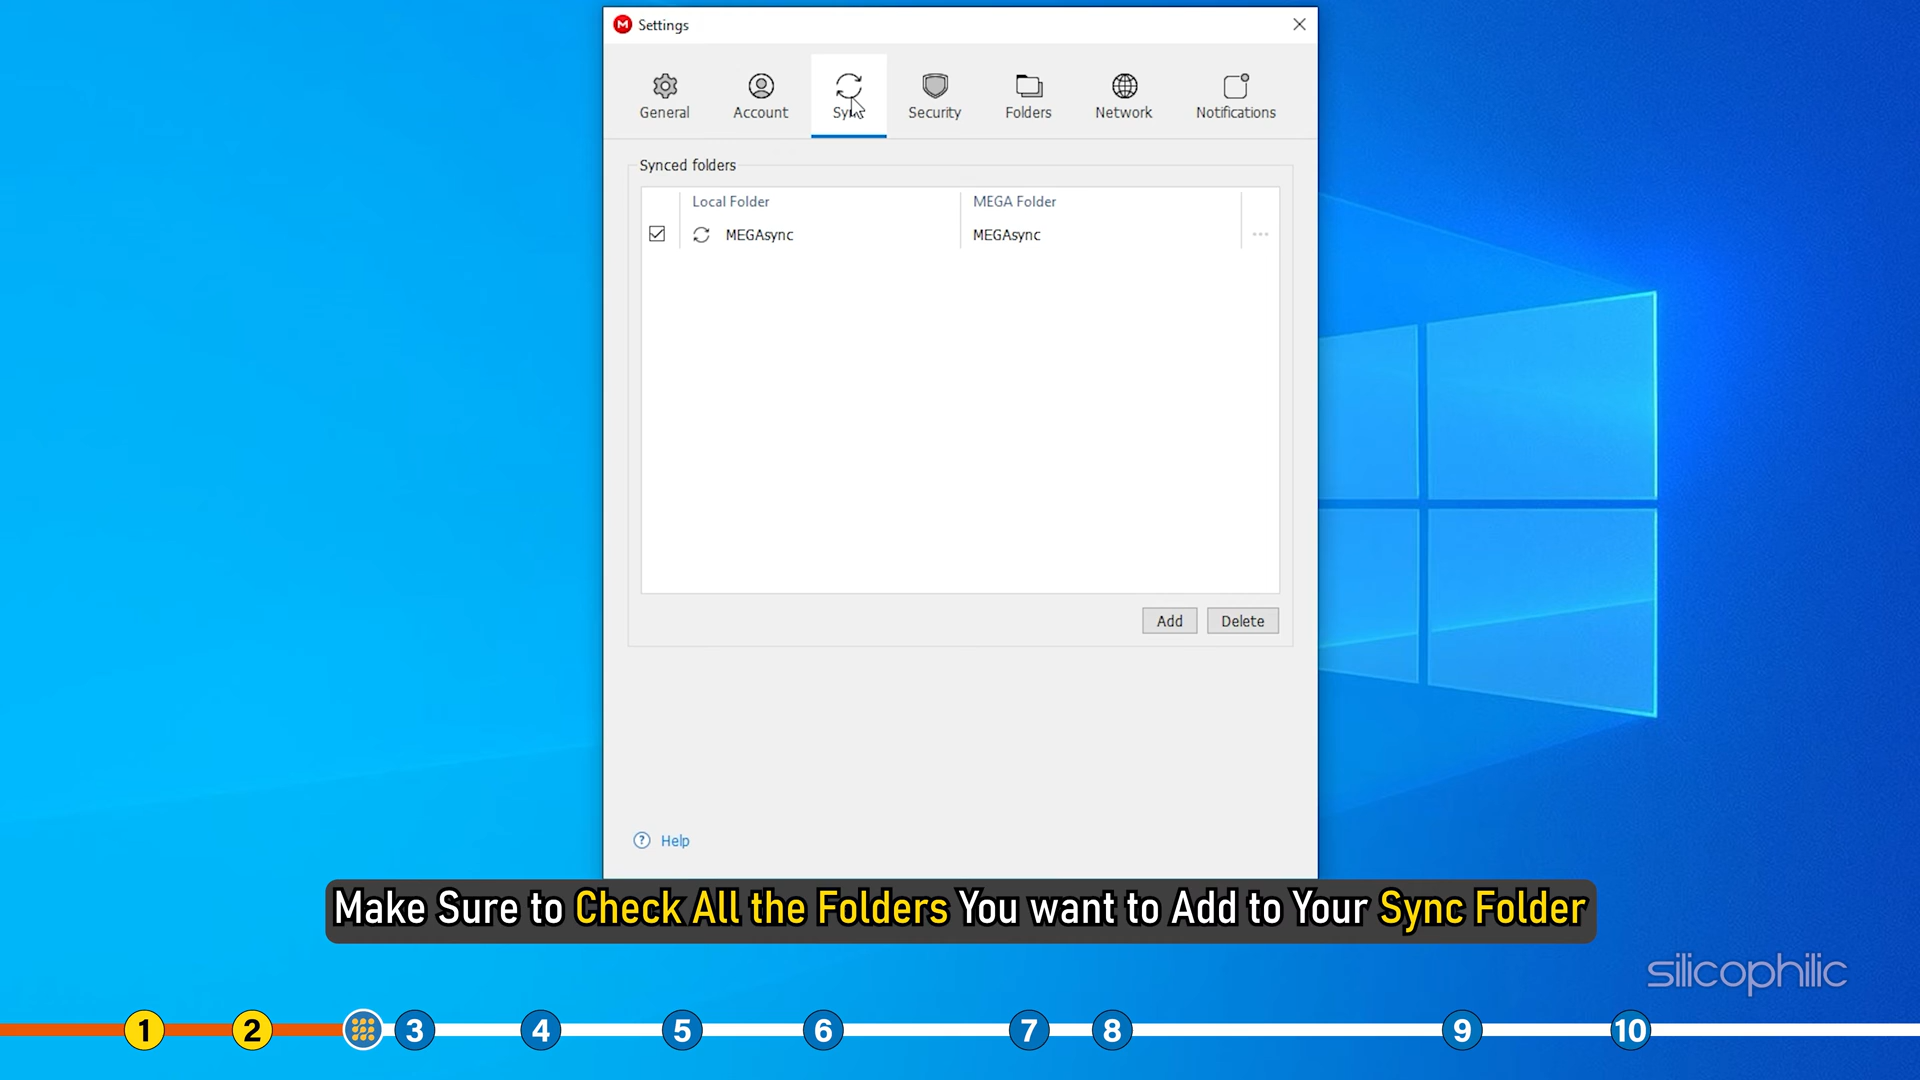 Settings
General
Account
Sync
Security
Folders
Network
Notifications
Synced folders
Local Folder
MEGA Folder
MEGAsync
MEGAsync
Add
Delete
? Help
Make Sure to Check All the Folders You want to Add to Your Sync Folder
silicophilic
1 2 3 4 5 6 7 8 9 10